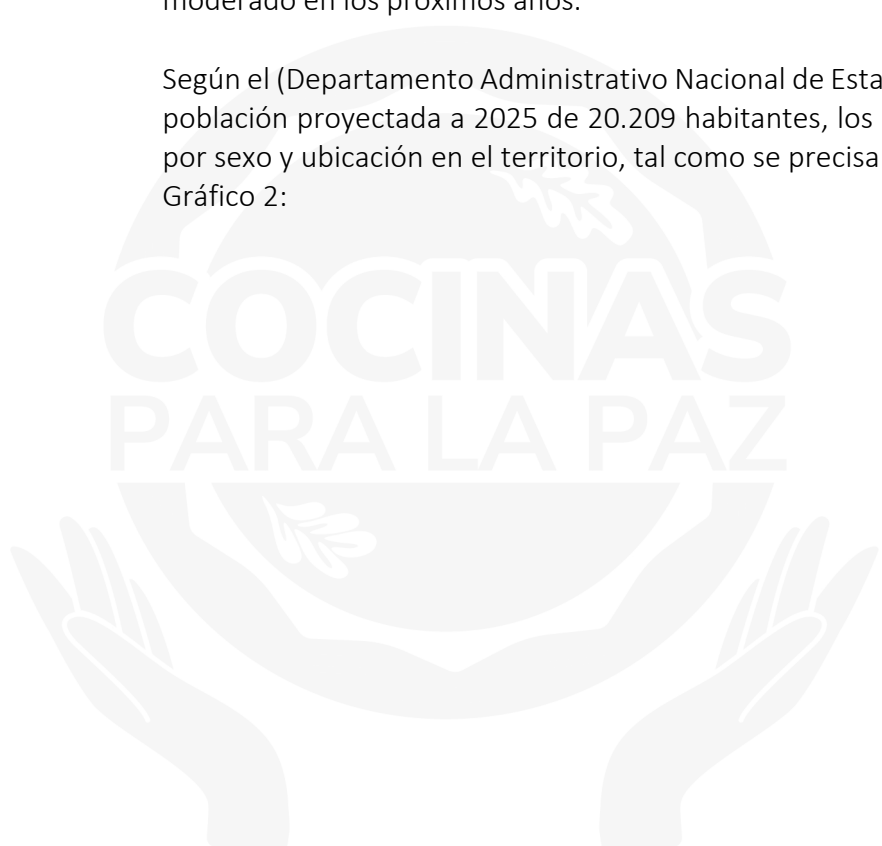 moderado en los próximos años.
Según el (Departamento Administrativo Nacional de Esta
población proyectada a 2025 de 20.209 habitantes, los
por sexo y ubicación en el territorio, tal como se precisa
Gráfico 2:
COCINAS
PARA LA PAZ